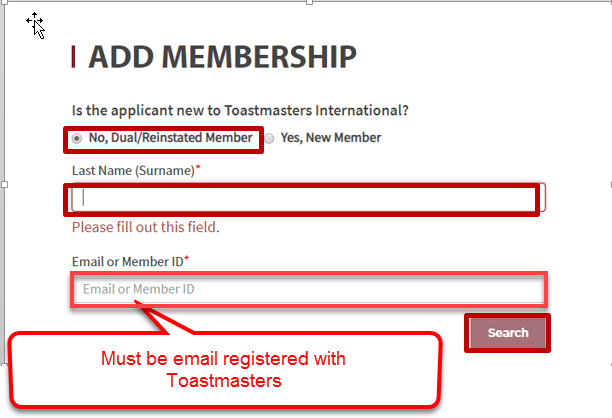 ADD MEMBERSHIP
Is the applicant new to Toastmasters International?
No, Dual/Reinstated Member Yes, New Member
Last Name (Surname)*
Please fill out this field.
Email or Member ID*
Email or Member ID
Search
Must be email registered with
Toastmasters